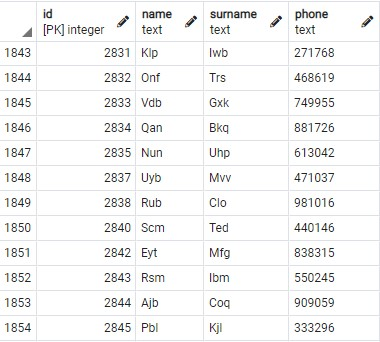 id name surname phone
[PK] integer text text text
1843 2831 Klp Iwb 271768
1844 2832 Onf Trs 468619
1845 2833 Vdb Gxk 749955
1846 2834 Qan Bkq 881726
1847 2835 Nun Uhp 613042
1848 2837 Uyb Mvv 471037
1849 2838 Rub Clo 981016
1850 2840 Scm Ted 440146
1851 2842 Eyt Mfg 838315
1852 2843 Rsm Ibm 550245
1853 2844 Ajb Coq 909059
1854 2845 Pbl Kjl 333296